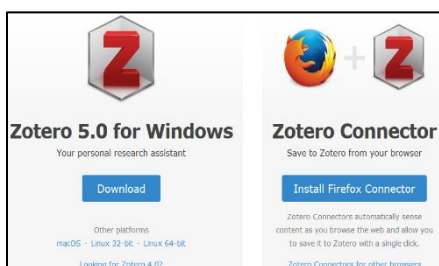 Zotero 5.0 for Windows
Your personal research assistant
Download
Other platforms
macOS · Linux 32-bit · Linux 64-bit
Looking for Zotero 4.0?
Z
+
Z
Zotero Connector
Save to Zotero from your browser
Install Firefox Connector
Zotero Connectors automatically sense
content as you browse the web and allow you
to save it to Zotero with a single click.
Zotero Connectors for other browsers